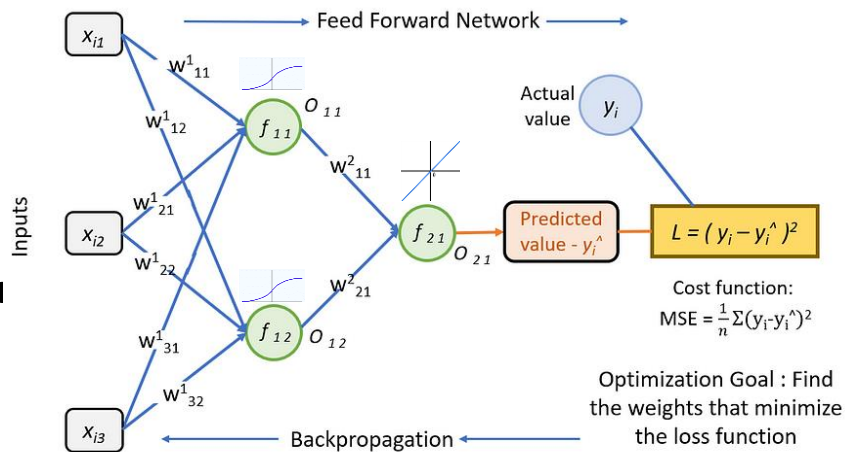 Feed Forward Network
Inputs
x_i1
x_i2
x_i3
w^1_11
w^1_12
w^1_21
w^1_22
w^1_31
w^1_32
f_11
O_11
f_12
O_12
w^2_11
w^2_21
f_21
O_21
Predicted
value - y_i^
Actual
value
y_i
L = ( y_i – y_i^ )^2
Cost function:
MSE = 1/n Σ(y_i-y_i^)^2
Optimization Goal : Find
the weights that minimize
the loss function
Backpropagation